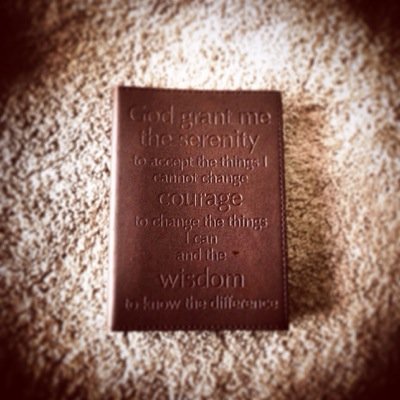 God grant me
the serenity
to accept the things I
cannot change
courage
to change the things
I can
and the
wisdom
to know the difference